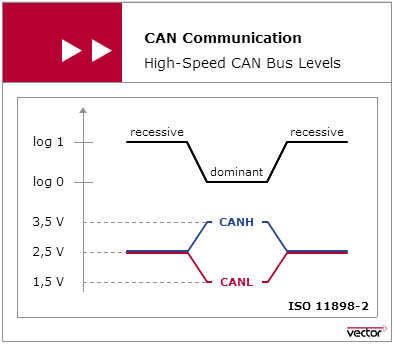 CAN Communication
High-Speed CAN Bus Levels
recessive
recessive
log 1
dominant
log 0
3,5 V
CANH
2,5 V
1,5 V
CANL
ISO 11898-2
vector